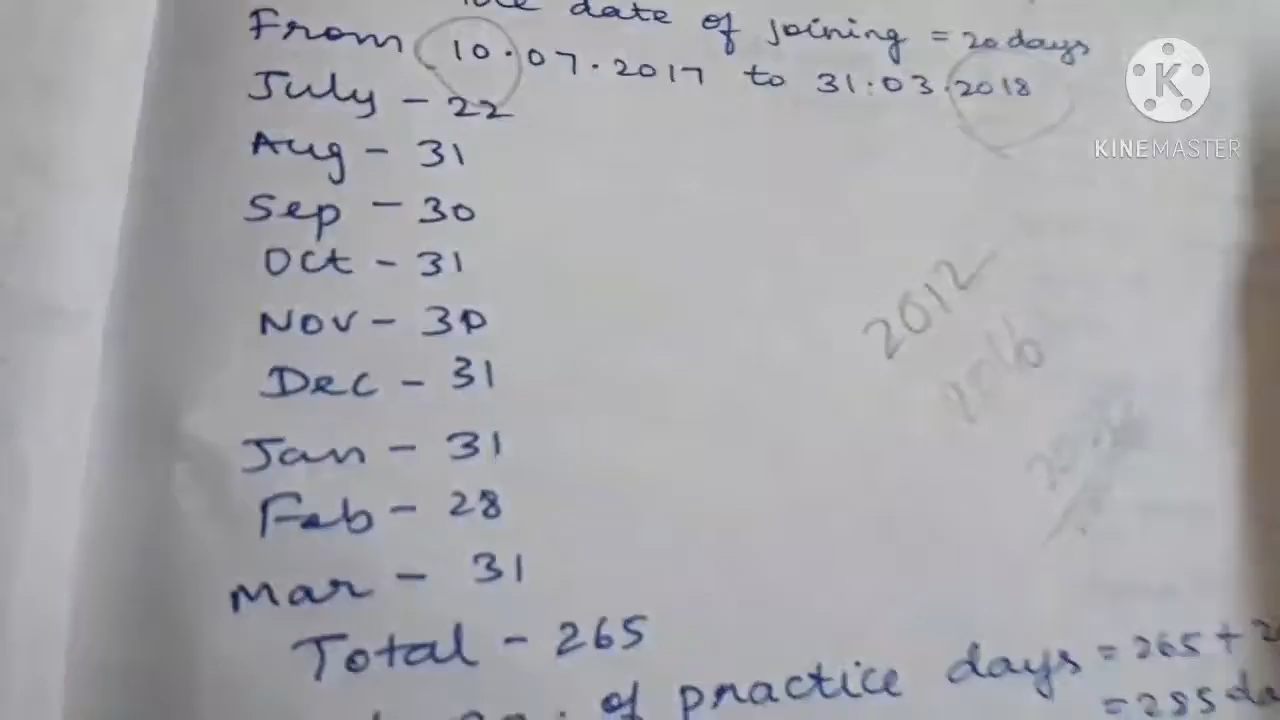 date of joining = 20 days
From 10.07.2017 to 31.03.2018
July - 22
Aug - 31
Sep - 30
Oct - 31
Nov - 30
Dec - 31
Jan - 31
Feb - 28
Mar - 31
Total - 265
of practice days = 265 +
= 285
2012
2016
K
KINEMASTER